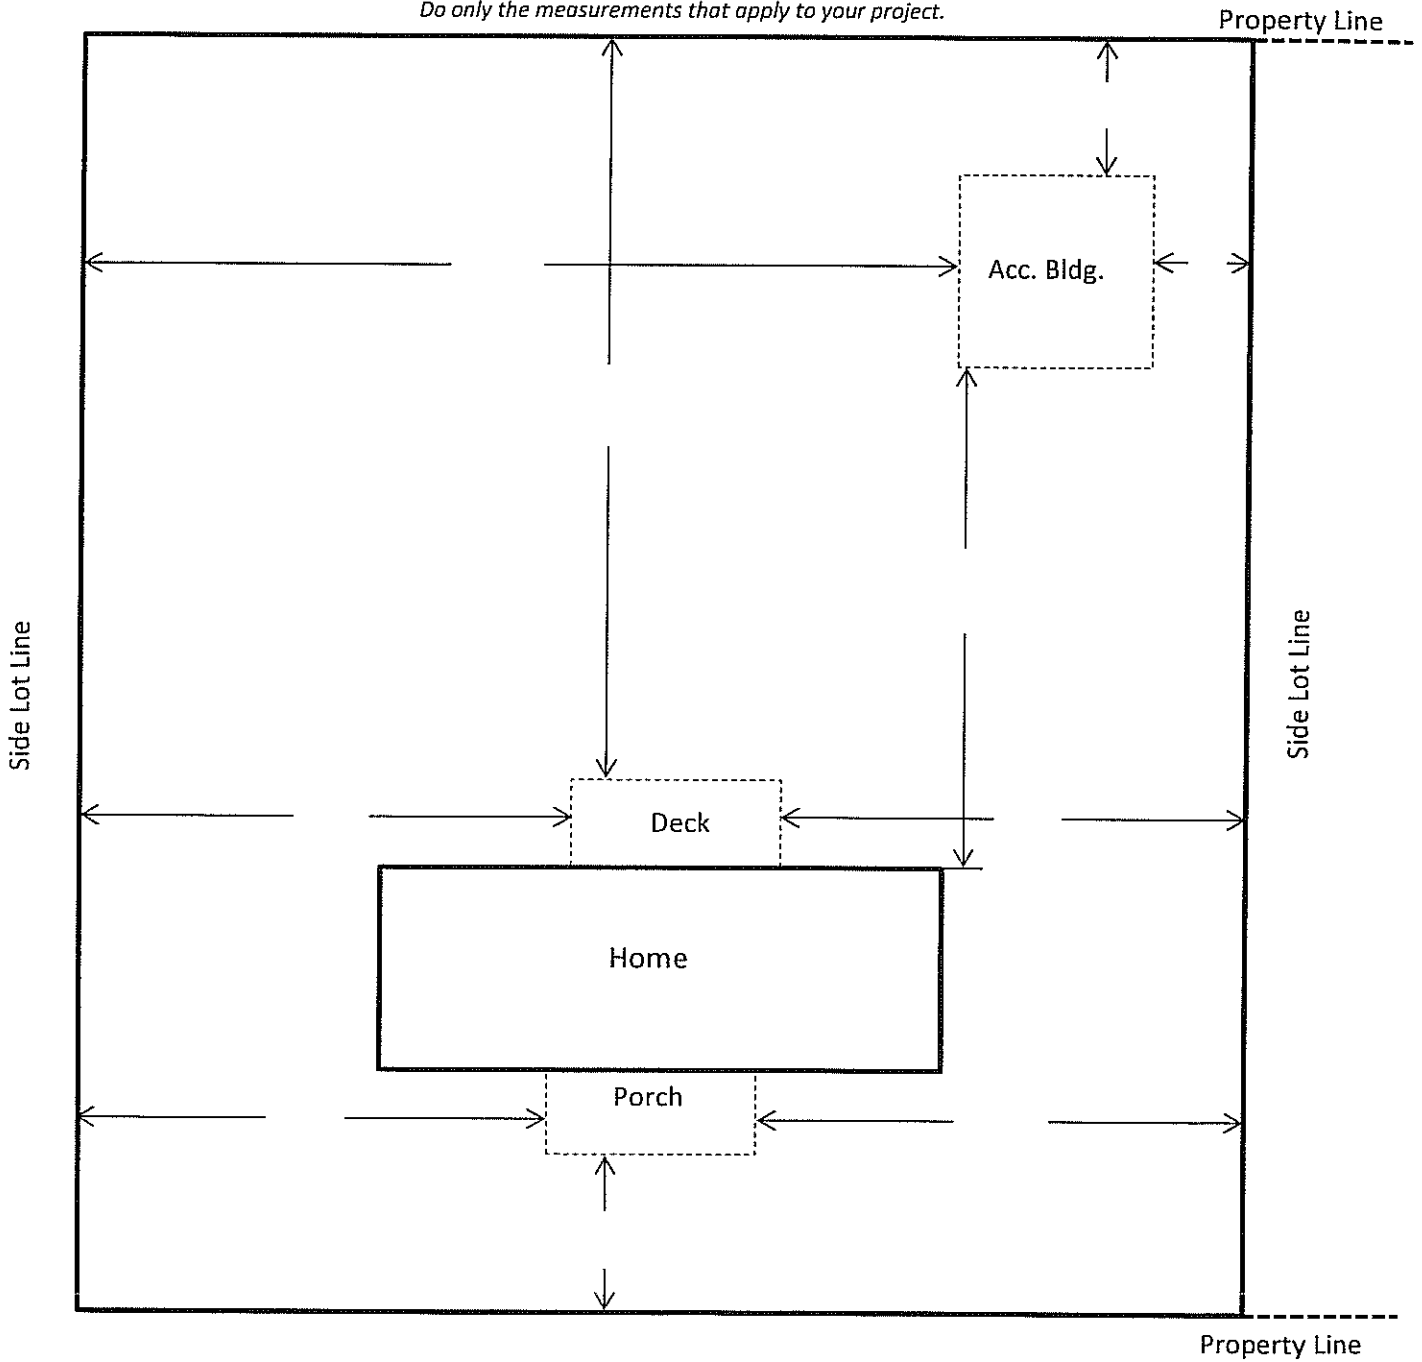 Do only the measurements that apply to your project.
Property Line
Acc. Bldg.
Side Lot Line
Side Lot Line
Deck
Home
Porch
Property Line